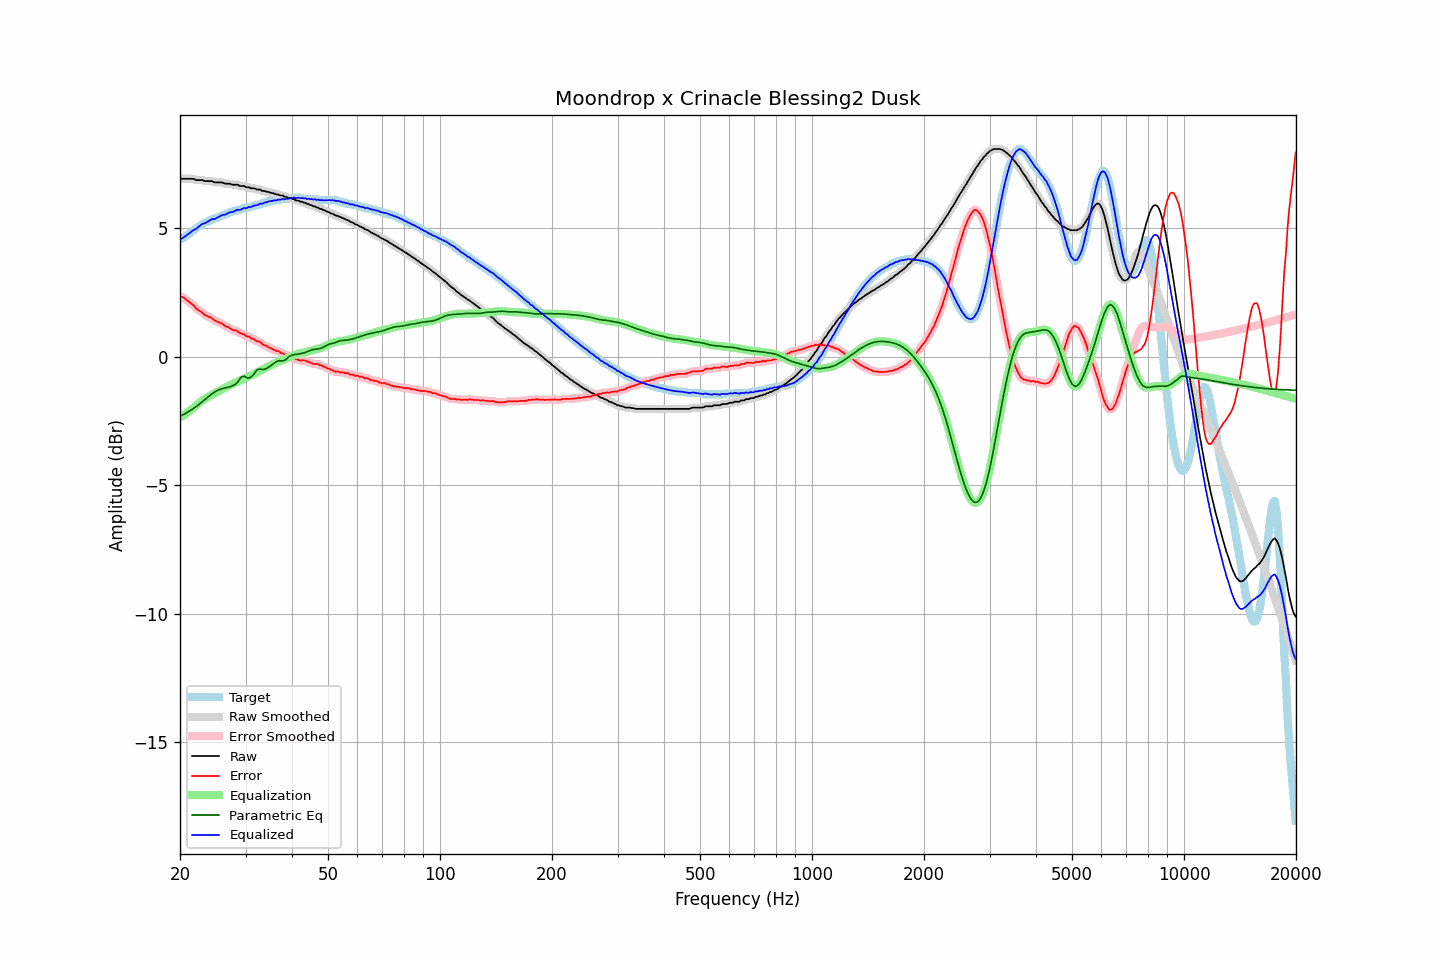 Moondrop x Crinacle Blessing2 Dusk
Amplitude (dBr)
5
0
−5
−10
−15
Target
Raw Smoothed
Error Smoothed
Raw
Error
Equalization
Parametric Eq
Equalized
20 50 100 200 500 1000 2000 5000 10000 20000
Frequency (Hz)